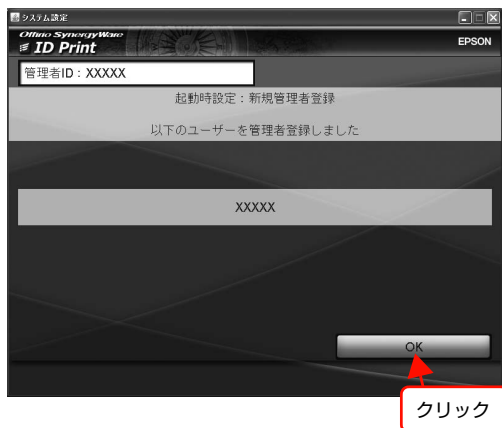 システム設定
Offirio SynergyWare
ID Print
EPSON
管理者ID：XXXXX
起動時設定：新規管理者登録
以下のユーザーを管理者登録しました
XXXXX
OK
クリック